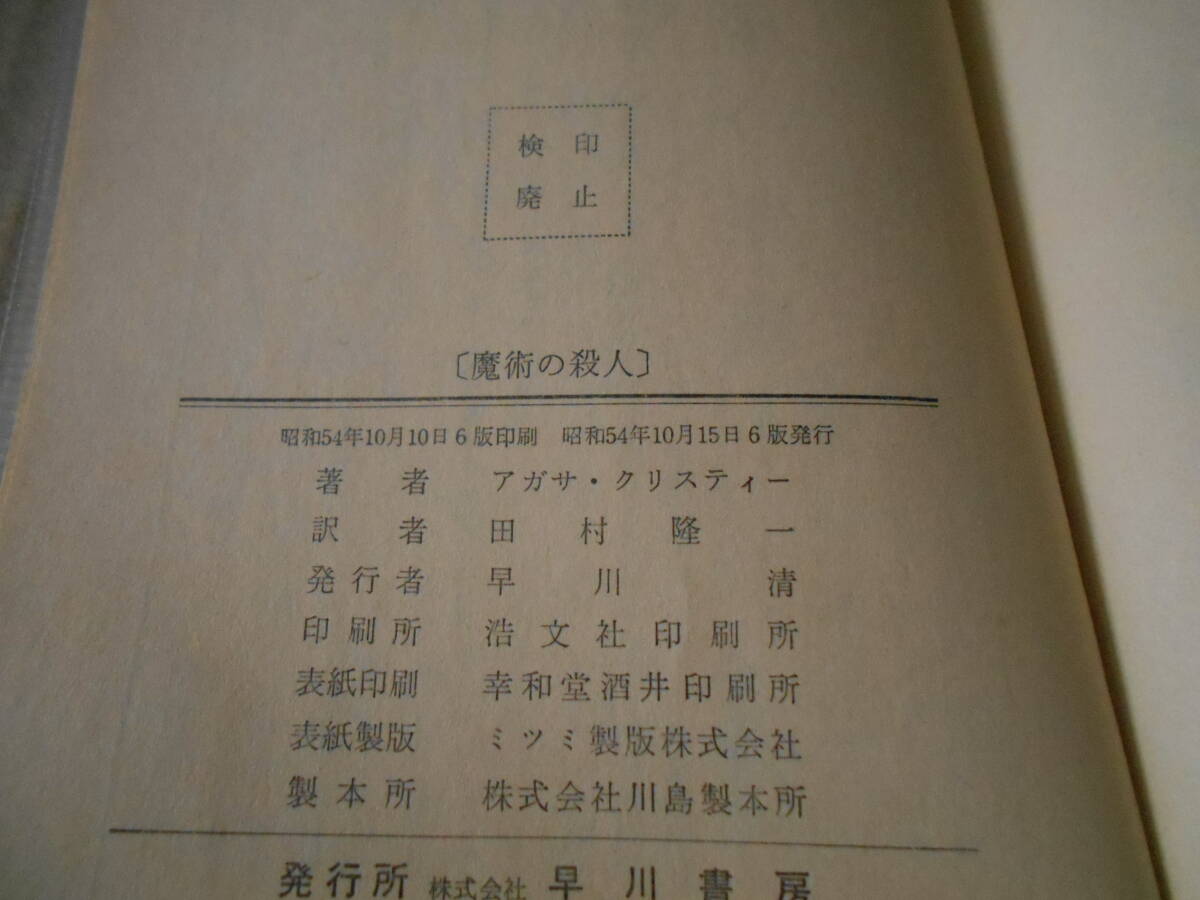 検印
廃止
〔魔術の殺人〕
昭和54年10月10日6版印刷 昭和54年10月15日6版発行
著者 アガサ・クリスティー
訳者 田村隆一
発行者 早川清
印刷所 浩文社印刷所
表紙印刷 幸和堂酒井印刷所
表紙製版 ミツミ製版株式会社
製本所 株式会社川島製本所
発行所 株式会社 早川書房